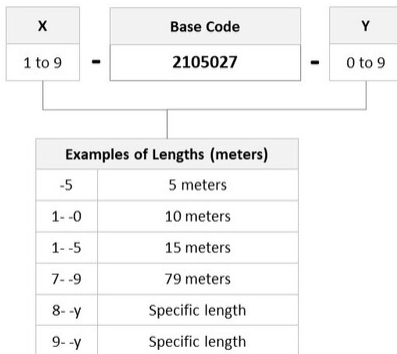 X Base Code Y
1 to 9 - 2105027 - 0 to 9
Examples of Lengths (meters)
-5 5 meters
1- -0 10 meters
1- -5 15 meters
7- -9 79 meters
8- -y Specific length
9- -y Specific length